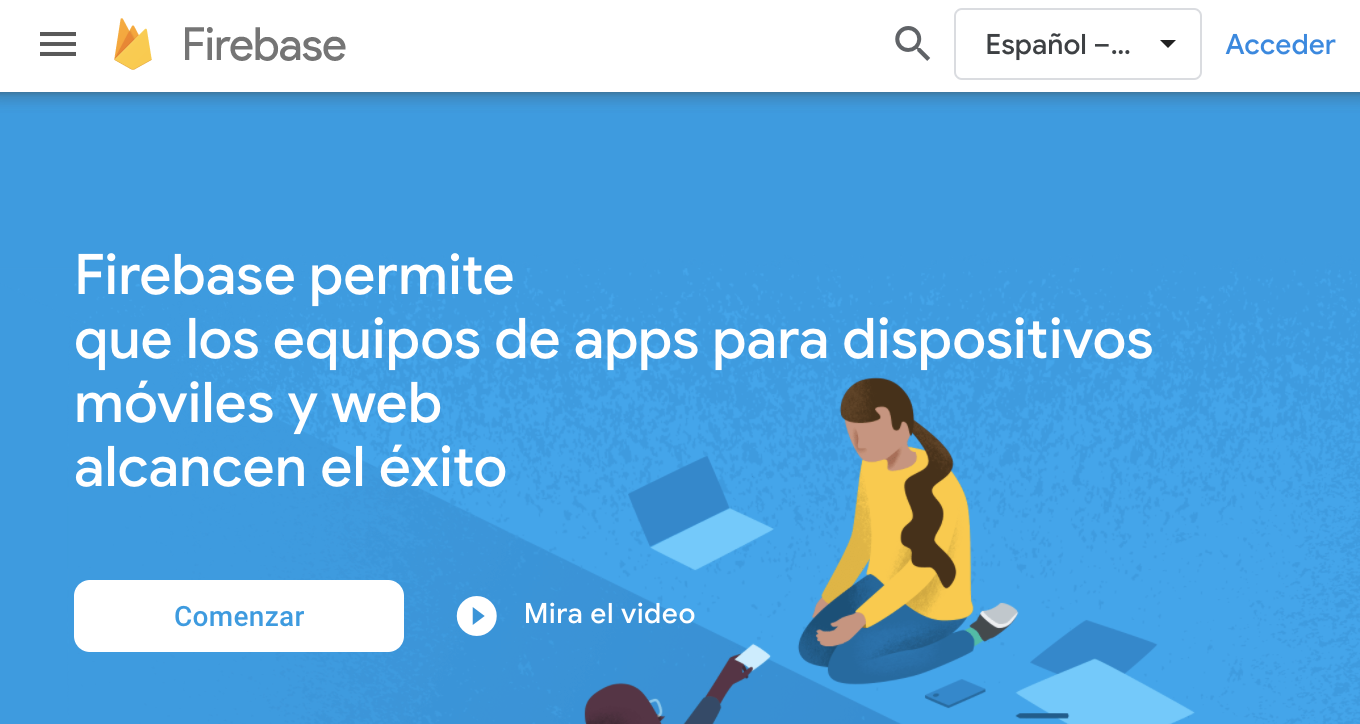 Firebase
Español –...
Acceder
Firebase permite
que los equipos de apps para dispositivos
móviles y web
alcancen el éxito
Comenzar
Mira el video